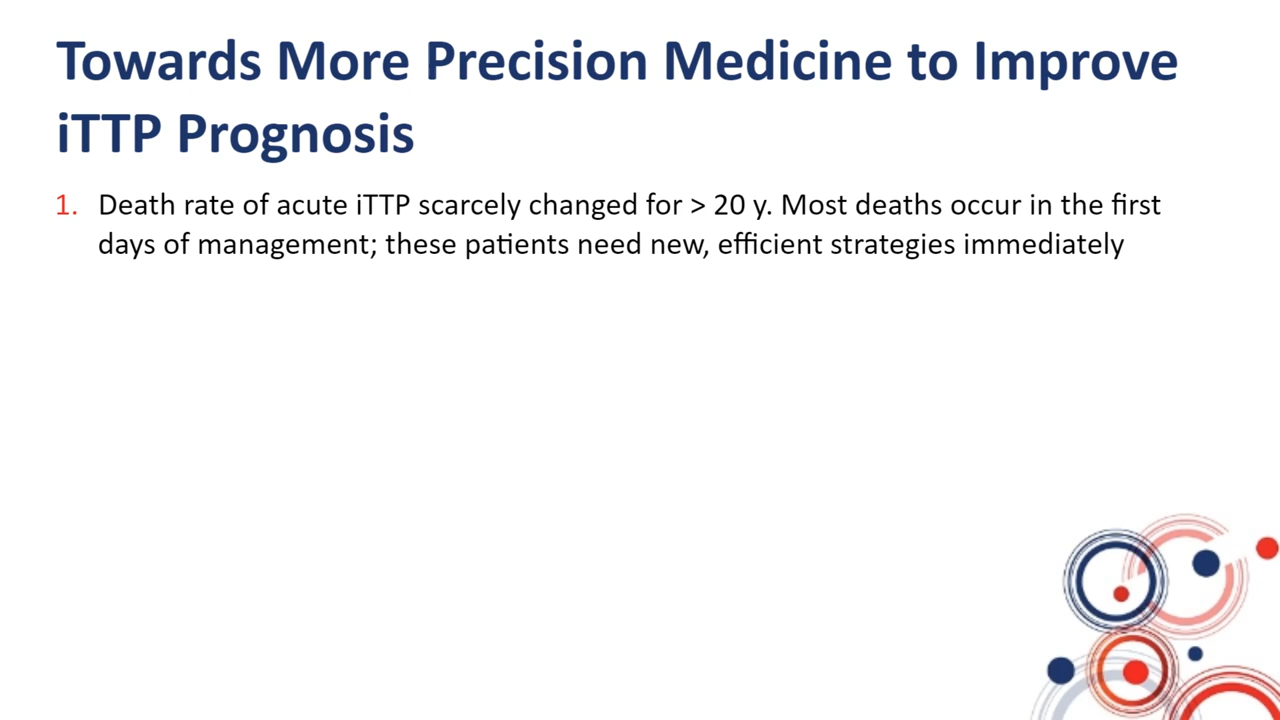 Towards More Precision Medicine to Improve
iTTP Prognosis
1. Death rate of acute iTTP scarcely changed for > 20 y. Most deaths occur in the first
days of management; these patients need new, efficient strategies immediately